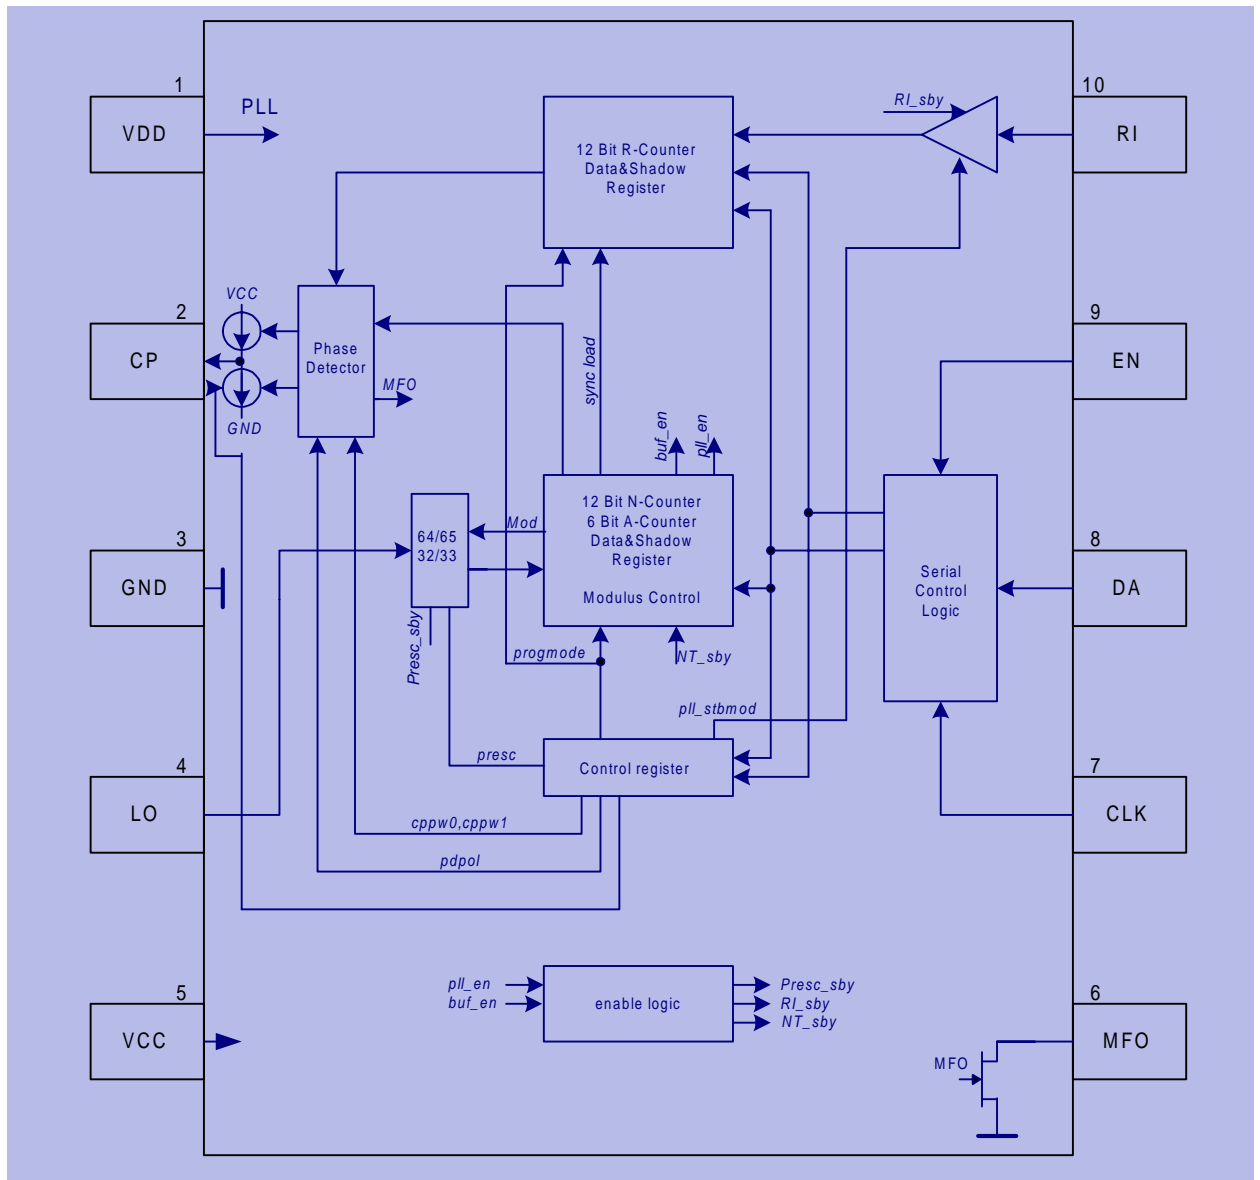 1
VDD
PLL
2
CP
VCC
GND
3
GND
4
LO
5
VCC
10
RI
9
EN
8
DA
7
CLK
6
MFO
RI_sby
12 Bit R-Counter
Data&Shadow
Register
Phase
Detector
MFO
sync load
buf_en
pll_en
64/65
32/33
Mod
12 Bit N-Counter
6 Bit A-Counter
Data&Shadow
Register
Modulus Control
Serial
Control
Logic
Presc_sby
progmode
NT_sby
pll_stbmod
presc
Control register
cppw0,cppw1
pdpol
pll_en
buf_en
enable logic
Presc_sby
RI_sby
NT_sby
MFO